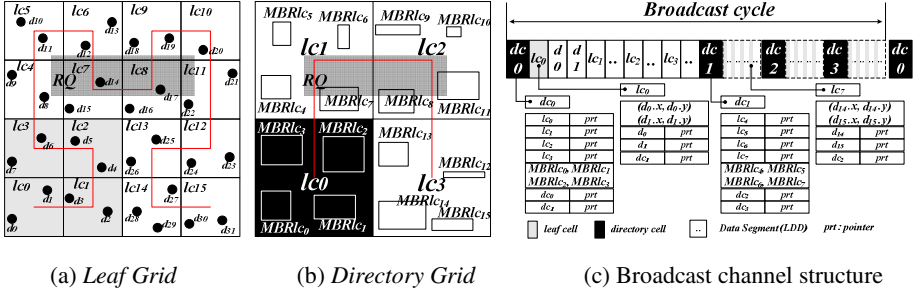 lc5
lc6
lc9
lc10
d10
d11
d12
d13
d18
d19
d20
lc4
lc7
lc8
lc11
RQ
d9
d8
d14
d15
d16
d17
d21
d22
lc3
lc2
lc13
lc12
d7
d6
d5
d4
d25
d26
d24
d23
lc0
lc1
lc14
lc15
d0
d1
d3
d2
d28
d27
d29
d30
d31
(a) Leaf Grid
MBRlc5
MBRlc6
MBRlc9
MBRlc10
lc1
lc2
RQ
MBRlc4
MBRlc7
MBRlc8
MBRlc11
MBRlc3
MBRlc2
MBRlc13
MBRlc12
lc0
lc3
MBRlc0
MBRlc1
MBRlc14
MBRlc15
(b) Directory Grid
Broadcast cycle
dc 0
lc0
d 0
d 1
lc1
..
lc2
..
lc3
..
dc 1
dc 2
dc 3
dc 0
dc0
lc0 prt
lc1 prt
lc2 prt
lc3 prt
MBRlc0, MBRlc1
MBRlc2, MBRlc3
dc0 prt
dc1 prt
lc0
(d0.x, d0.y)
(d1.x, d1.y)
d0 prt
d1 prt
dc1 prt
dc1
lc4 prt
lc5 prt
lc6 prt
lc7 prt
MBRlc4, MBRlc5
MBRlc6, MBRlc7
dc2 prt
dc3 prt
lc7
(d14.x, d14.y)
(d15.x, d15.y)
d14 prt
d15 prt
dc2 prt
leaf cell
directory cell
.. Data Segment(LDD)
prt : pointer
(c) Broadcast channel structure